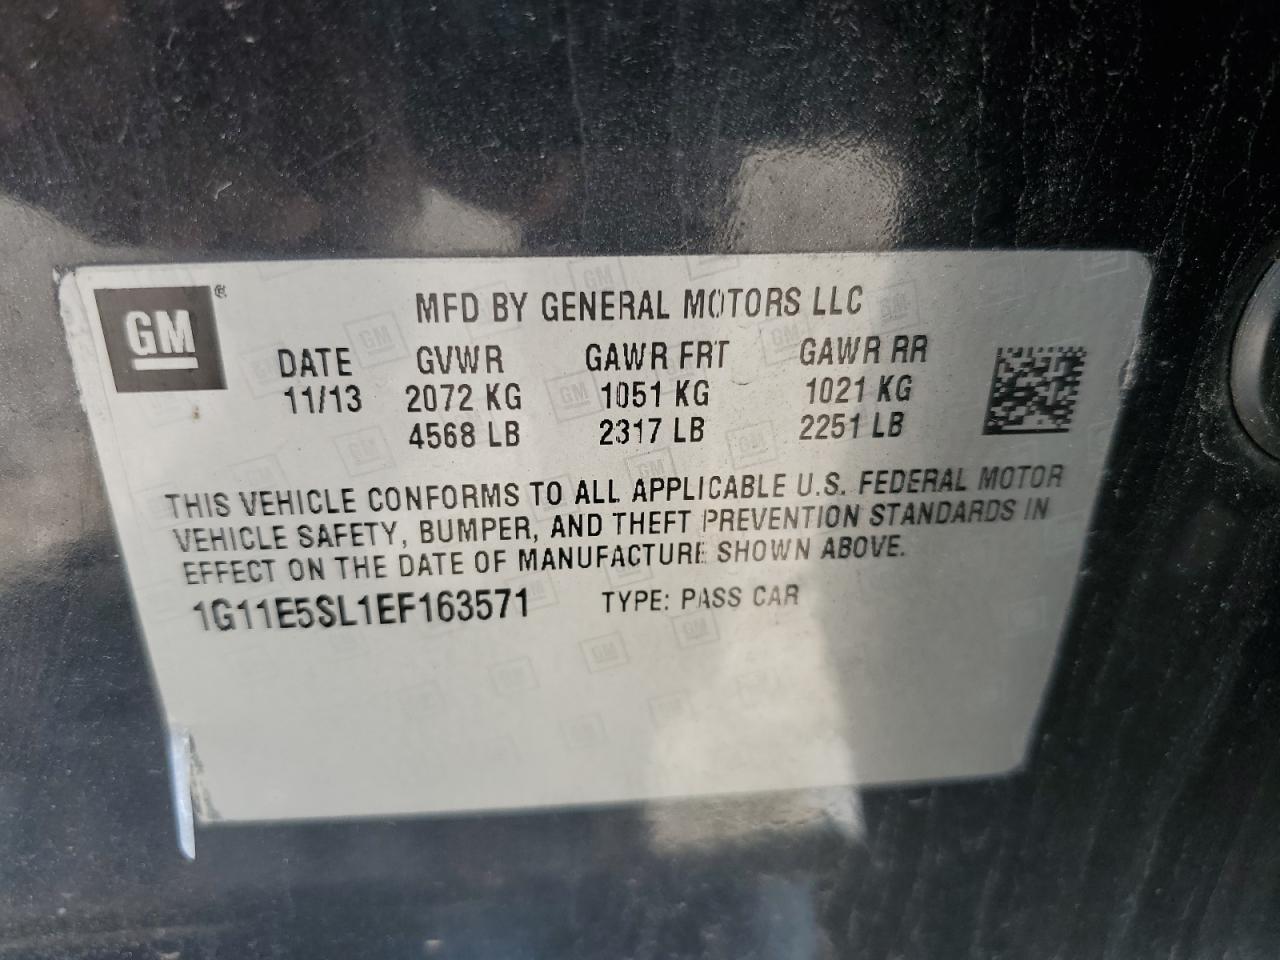 GM®
MFD BY GENERAL MOTORS LLC
DATE GVWR GAWR FRT GAWR RR
11/13 2072 KG 1051 KG 1021 KG
4568 LB 2317 LB 2251 LB
THIS VEHICLE CONFORMS TO ALL APPLICABLE U.S. FEDERAL MOTOR
VEHICLE SAFETY, BUMPER, AND THEFT PREVENTION STANDARDS IN
EFFECT ON THE DATE OF MANUFACTURE SHOWN ABOVE.
1G11E5SL1EF163571 TYPE: PASS CAR